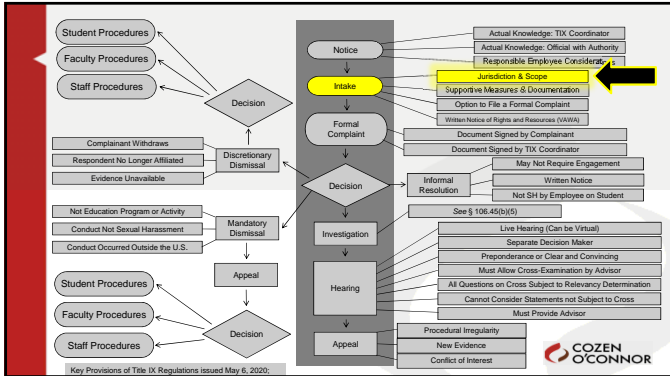 Student Procedures
Faculty Procedures
Staff Procedures
Decision
Complainant Withdraws
Respondent No Longer Affiliated
Evidence Unavailable
Discretionary
Dismissal
Not Education Program or Activity
Conduct Not Sexual Harassment
Conduct Occurred Outside the U.S.
Mandatory
Dismissal
Appeal
Student Procedures
Faculty Procedures
Staff Procedures
Decision
Key Provisions of Title IX Regulations issued May 6, 2020;
Notice
Actual Knowledge: TIX Coordinator
Actual Knowledge: Official with Authority
Responsible Employee Considerations
Intake
Jurisdiction & Scope
Supportive Measures & Documentation
Option to File a Formal Complaint
Written Notice of Rights and Resources (VAWA)
Formal
Complaint
Document Signed by Complainant
Document Signed by TIX Coordinator
Decision
Informal
Resolution
May Not Require Engagement
Written Notice
Not SH by Employee on Student
Investigation
See § 106.45(b)(5)
Hearing
Live Hearing (Can be Virtual)
Separate Decision Maker
Preponderance or Clear and Convincing
Must Allow Cross-Examination by Advisor
All Questions on Cross Subject to Relevancy Determination
Cannot Consider Statements not Subject to Cross
Must Provide Advisor
Appeal
Procedural Irregularity
New Evidence
Conflict of Interest
COZEN
O'CONNOR